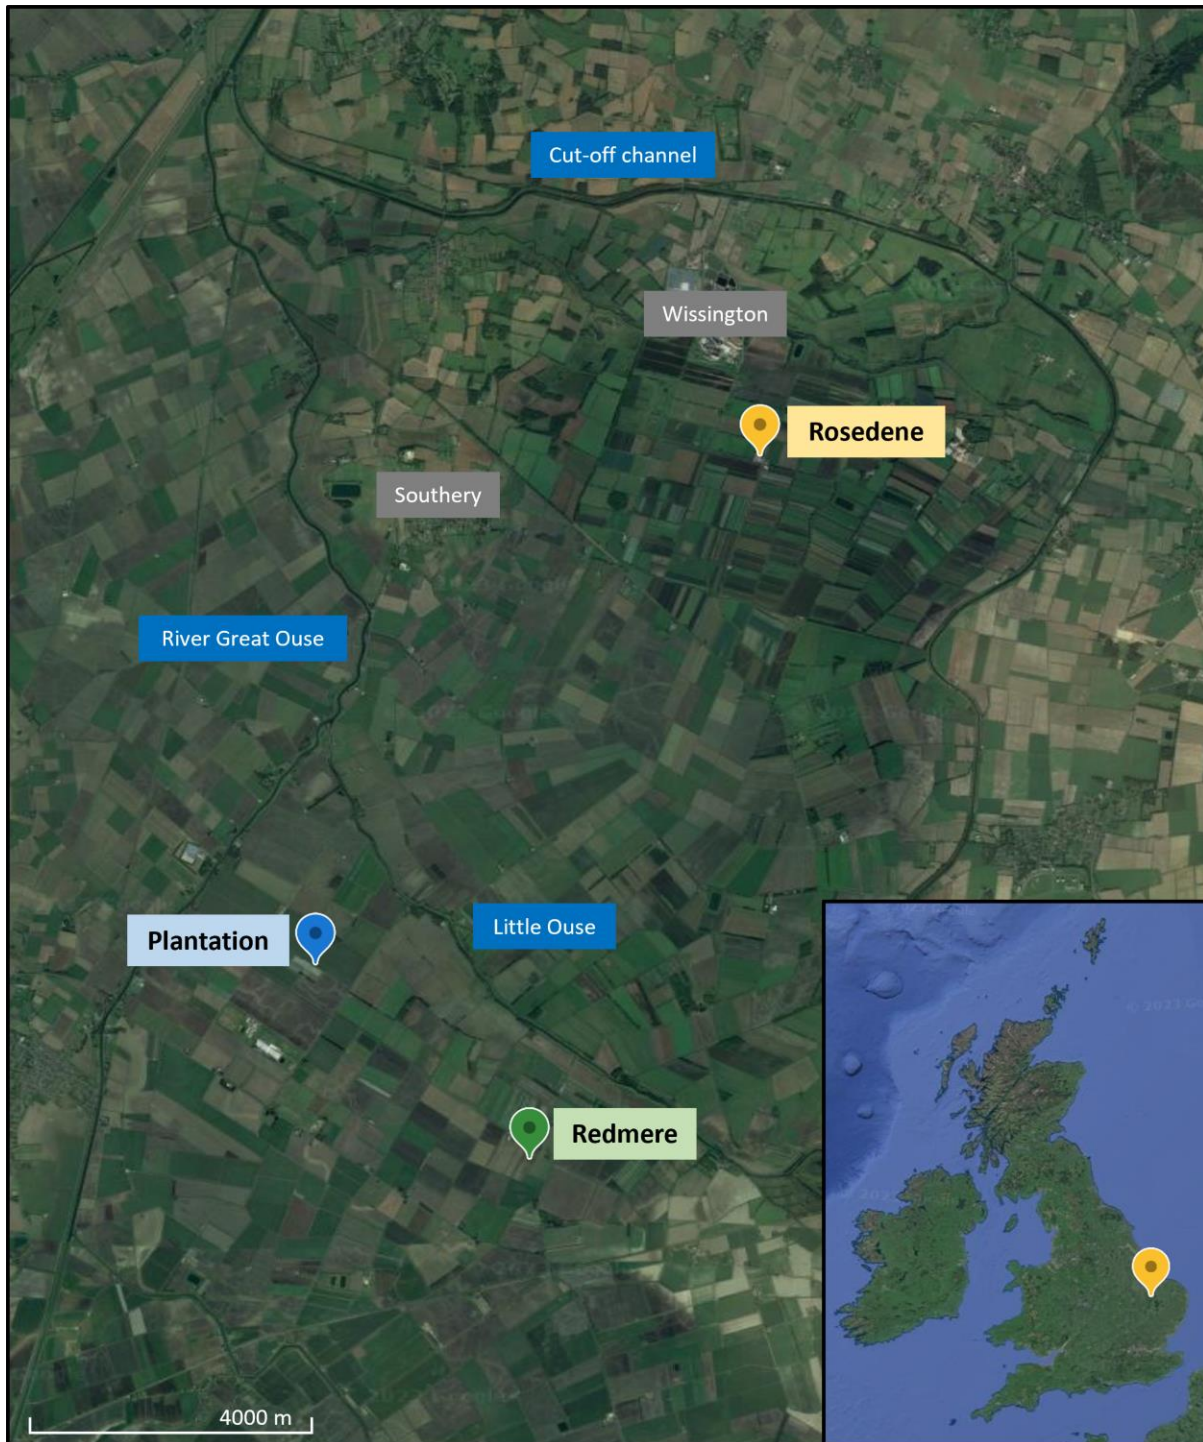 Cut-off channel
Wissington
Rosedene
Southery
River Great Ouse
Little Ouse
Plantation
Redmere
4000 m